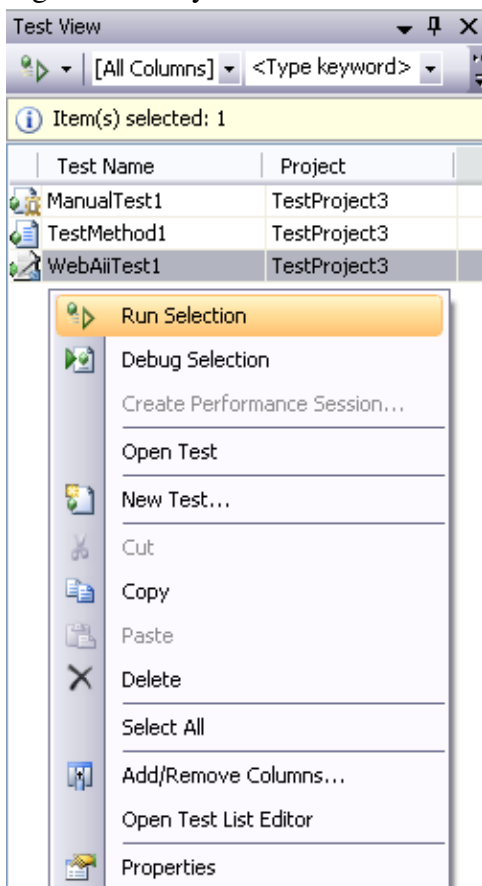 Test View
[All Columns] <Type keyword>
Item(s) selected: 1
Test Name Project
ManualTest1 TestProject3
TestMethod1 TestProject3
WebAiiTest1 TestProject3
Run Selection
Debug Selection
Create Performance Session...
Open Test
New Test...
Cut
Copy
Paste
Delete
Select All
Add/Remove Columns...
Open Test List Editor
Properties